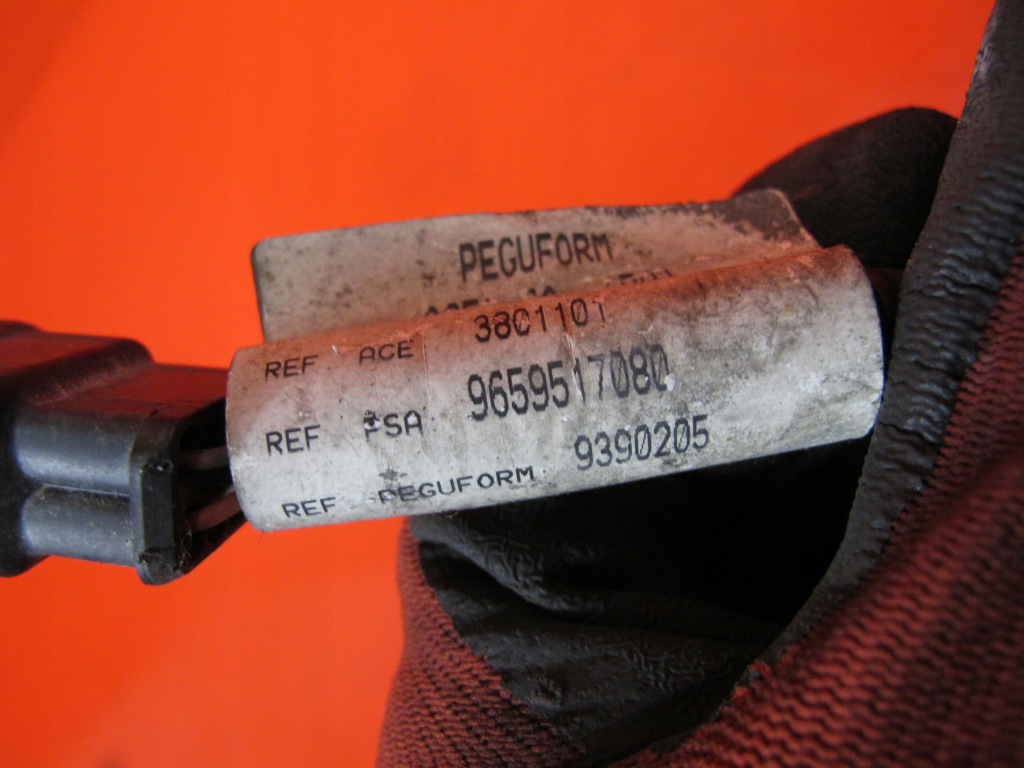 PEGUFORM
REF ACE 3801101
REF PSA 9659517080
REF PEGUFORM 9390205